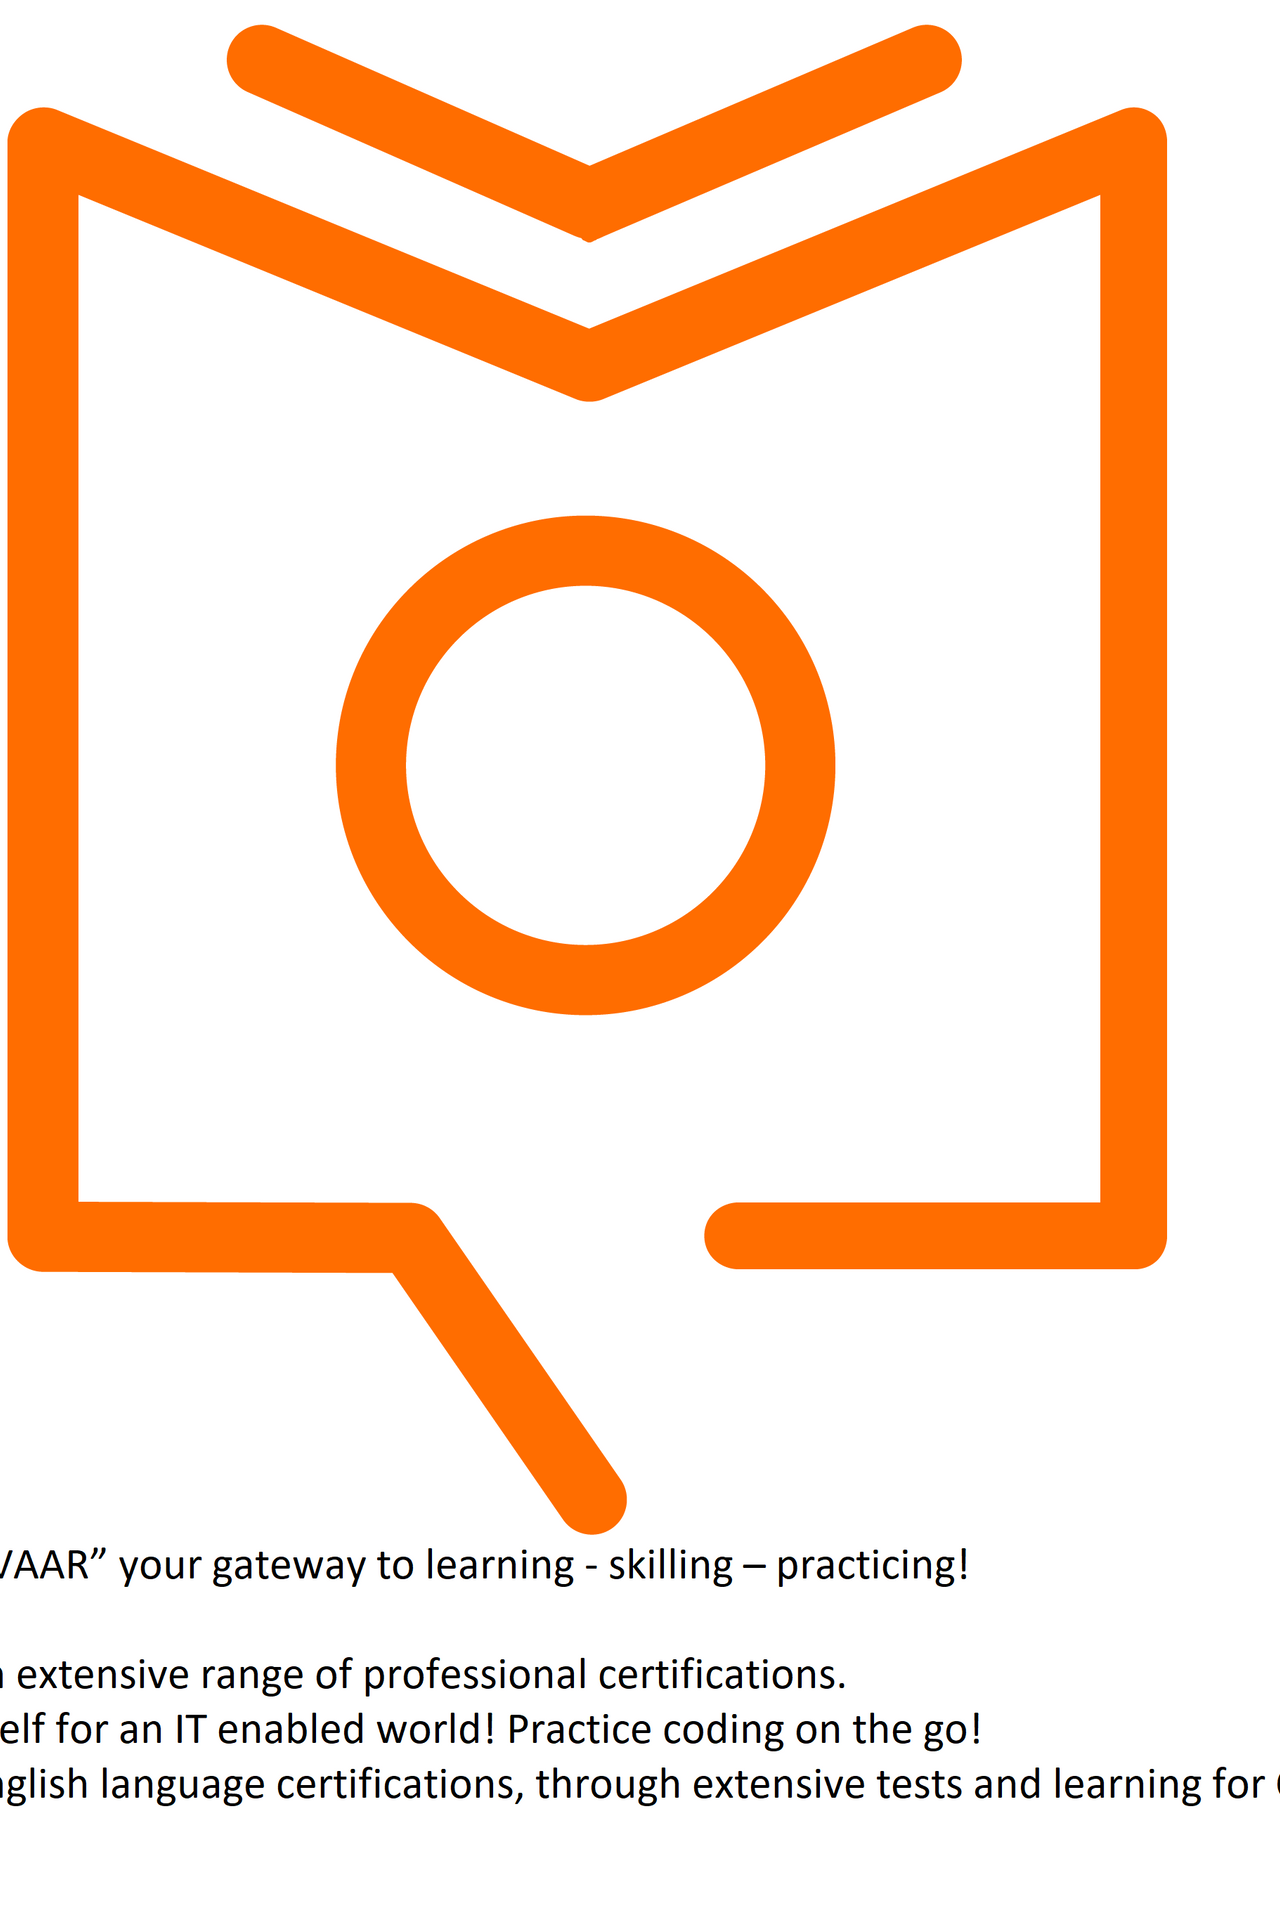 VAAR” your gateway to learning - skilling – practicing!
extensive range of professional certifications.
elf for an IT enabled world! Practice coding on the go!
nglish language certifications, through extensive tests and learning for